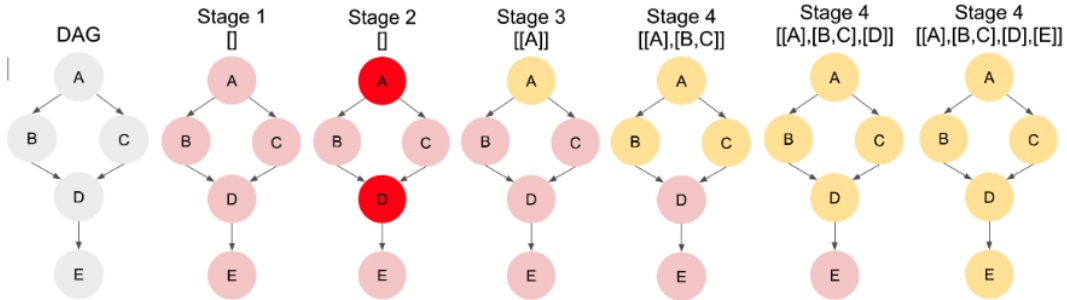 DAG
A
B
C
D
E
Stage 1
[]
A
B
C
D
E
Stage 2
[]
A
B
C
D
E
Stage 3
[[A]]
A
B
C
D
E
Stage 4
[[A],[B,C]]
A
B
C
D
E
Stage 4
[[A],[B,C],[D]]
A
B
C
D
E
Stage 4
[[A],[B,C],[D],[E]]
A
B
C
D
E